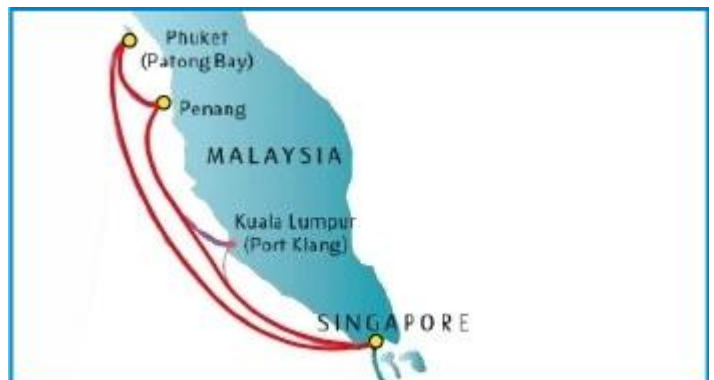 Phuket
(Patong Bay)
Penang
MALAYSIA
Kuala Lumpur
(Port Klang)
SINGAPORE